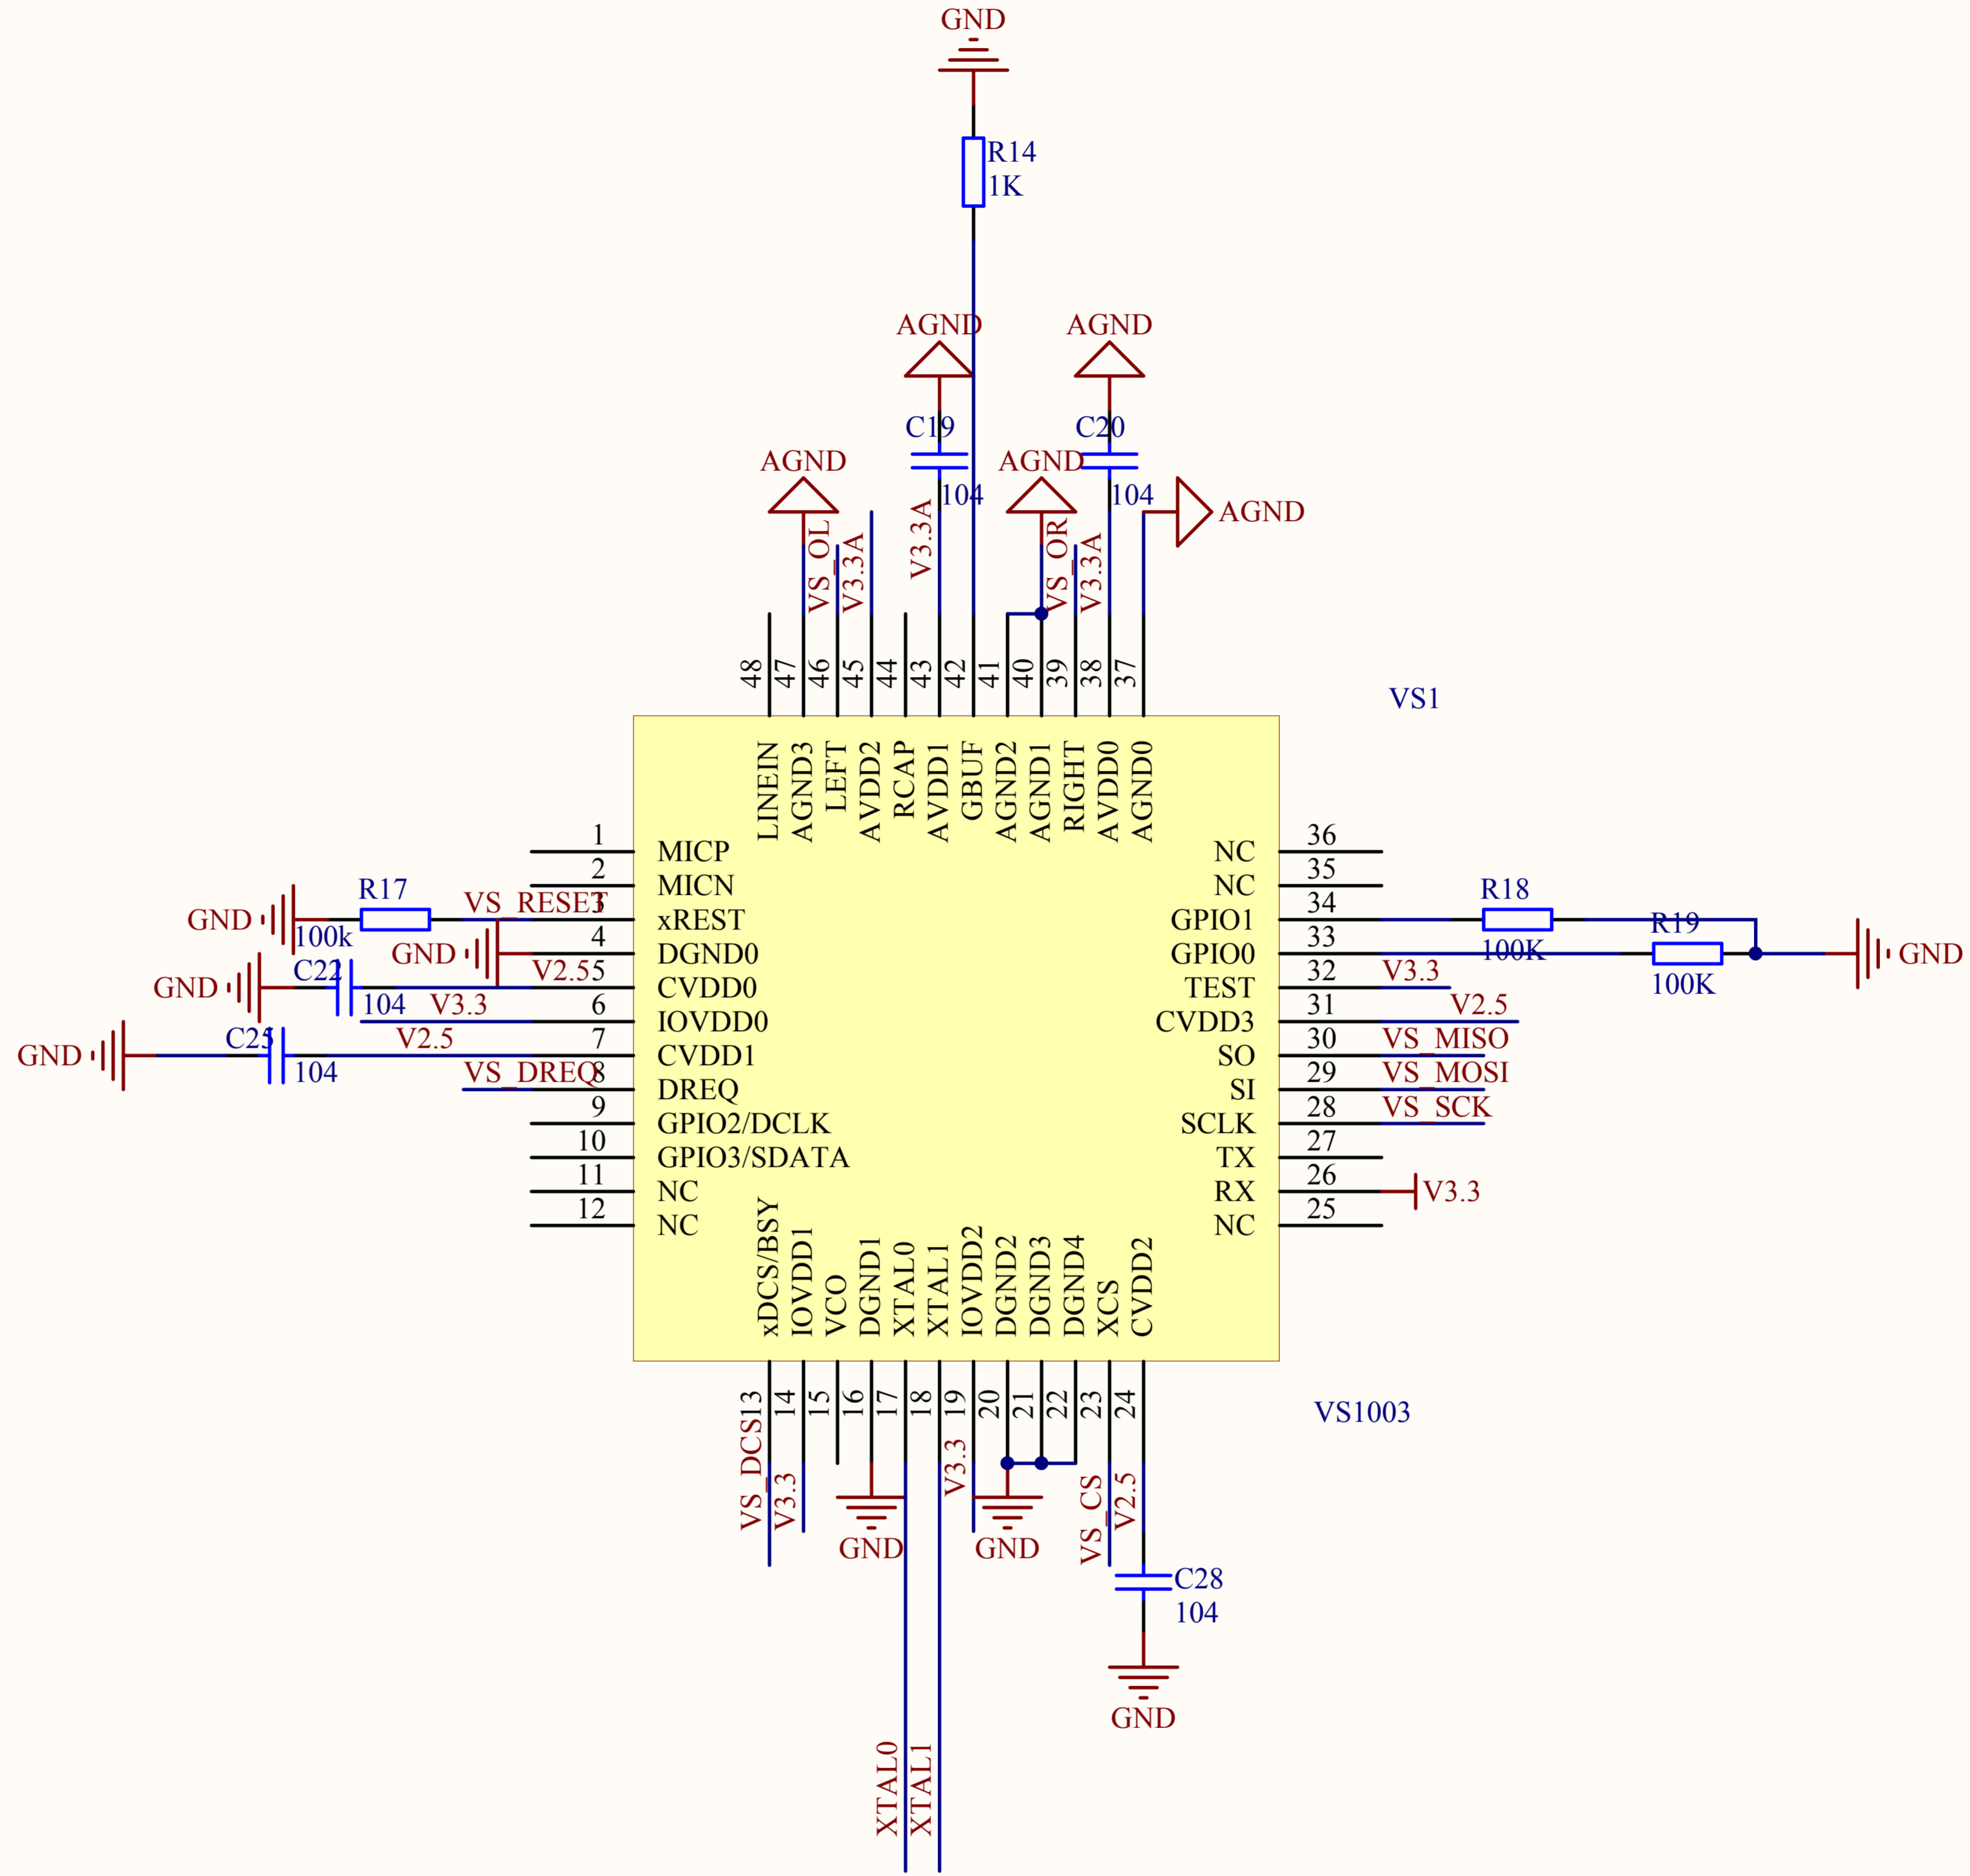 GND
R14
1K
AGND
AGND
C19
C20
AGND
AGND
104
104
AGND
VS_OL
V3.3A
V3.3A
VS_OR
V3.3A
48
47
46
45
44
43
42
41
40
39
38
37
VS1
LINEIN
AGND3
LEFT
AVDD2
RCAP
AVDD1
GBUF
AGND2
AGND1
RIGHT
AVDD0
AGND0
1
MICP
2
MICN
R17
VS_RESET
3
xREST
GND
100k
4
DGND0
GND
C22
V2.5
5
CVDD0
GND
104
V3.3
6
IOVDD0
C25
V2.5
7
CVDD1
GND
104
VS_DREQ
8
DREQ
9
GPIO2/DCLK
10
GPIO3/SDATA
11
NC
12
NC
36
NC
35
NC
34
GPIO1
R18
100K
33
GPIO0
R19
100K
GND
32
TEST
V3.3
31
CVDD3
V2.5
30
SO
VS_MISO
29
SI
VS_MOSI
28
SCLK
VS_SCK
27
TX
26
RX
V3.3
25
NC
xDCS/BSY
IOVDD1
VCO
DGND1
XTAL0
XTAL1
IOVDD2
DGND2
DGND3
DGND4
XCS
CVDD2
13
14
15
16
17
18
19
20
21
22
23
24
VS1003
VS_DCS
V3.3
V3.3
VS_CS
V2.5
GND
GND
C28
104
GND
XTAL0
XTAL1